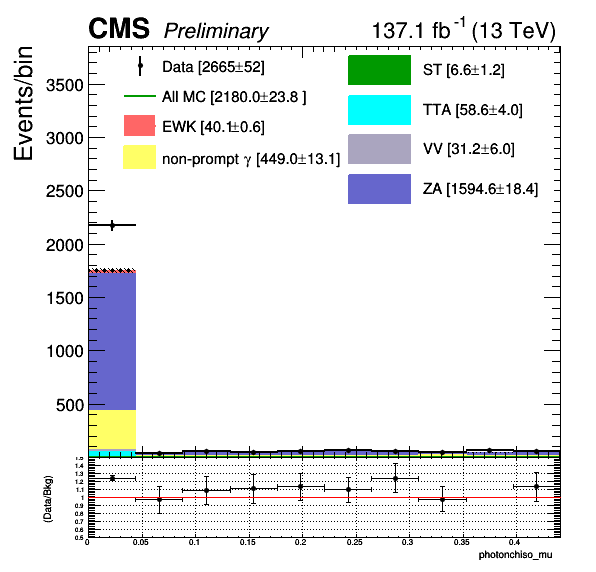 CMS Preliminary 137.1 fb⁻¹ (13 TeV)
Events/bin
Data [2665±52]
All MC [2180.0±23.8 ]
EWK [40.1±0.6]
non-prompt γ [449.0±13.1]
ST [6.6±1.2]
TTA [58.6±4.0]
VV [31.2±6.0]
ZA [1594.6±18.4]
3500
3000
2500
2000
1500
1000
500
(Data/Bkg)
1.5
1.4
1.3
1.2
1.1
1
0.9
0.8
0.7
0.6
0.5
0 0.05 0.1 0.15 0.2 0.25 0.3 0.35 0.4
photonchiso_mu